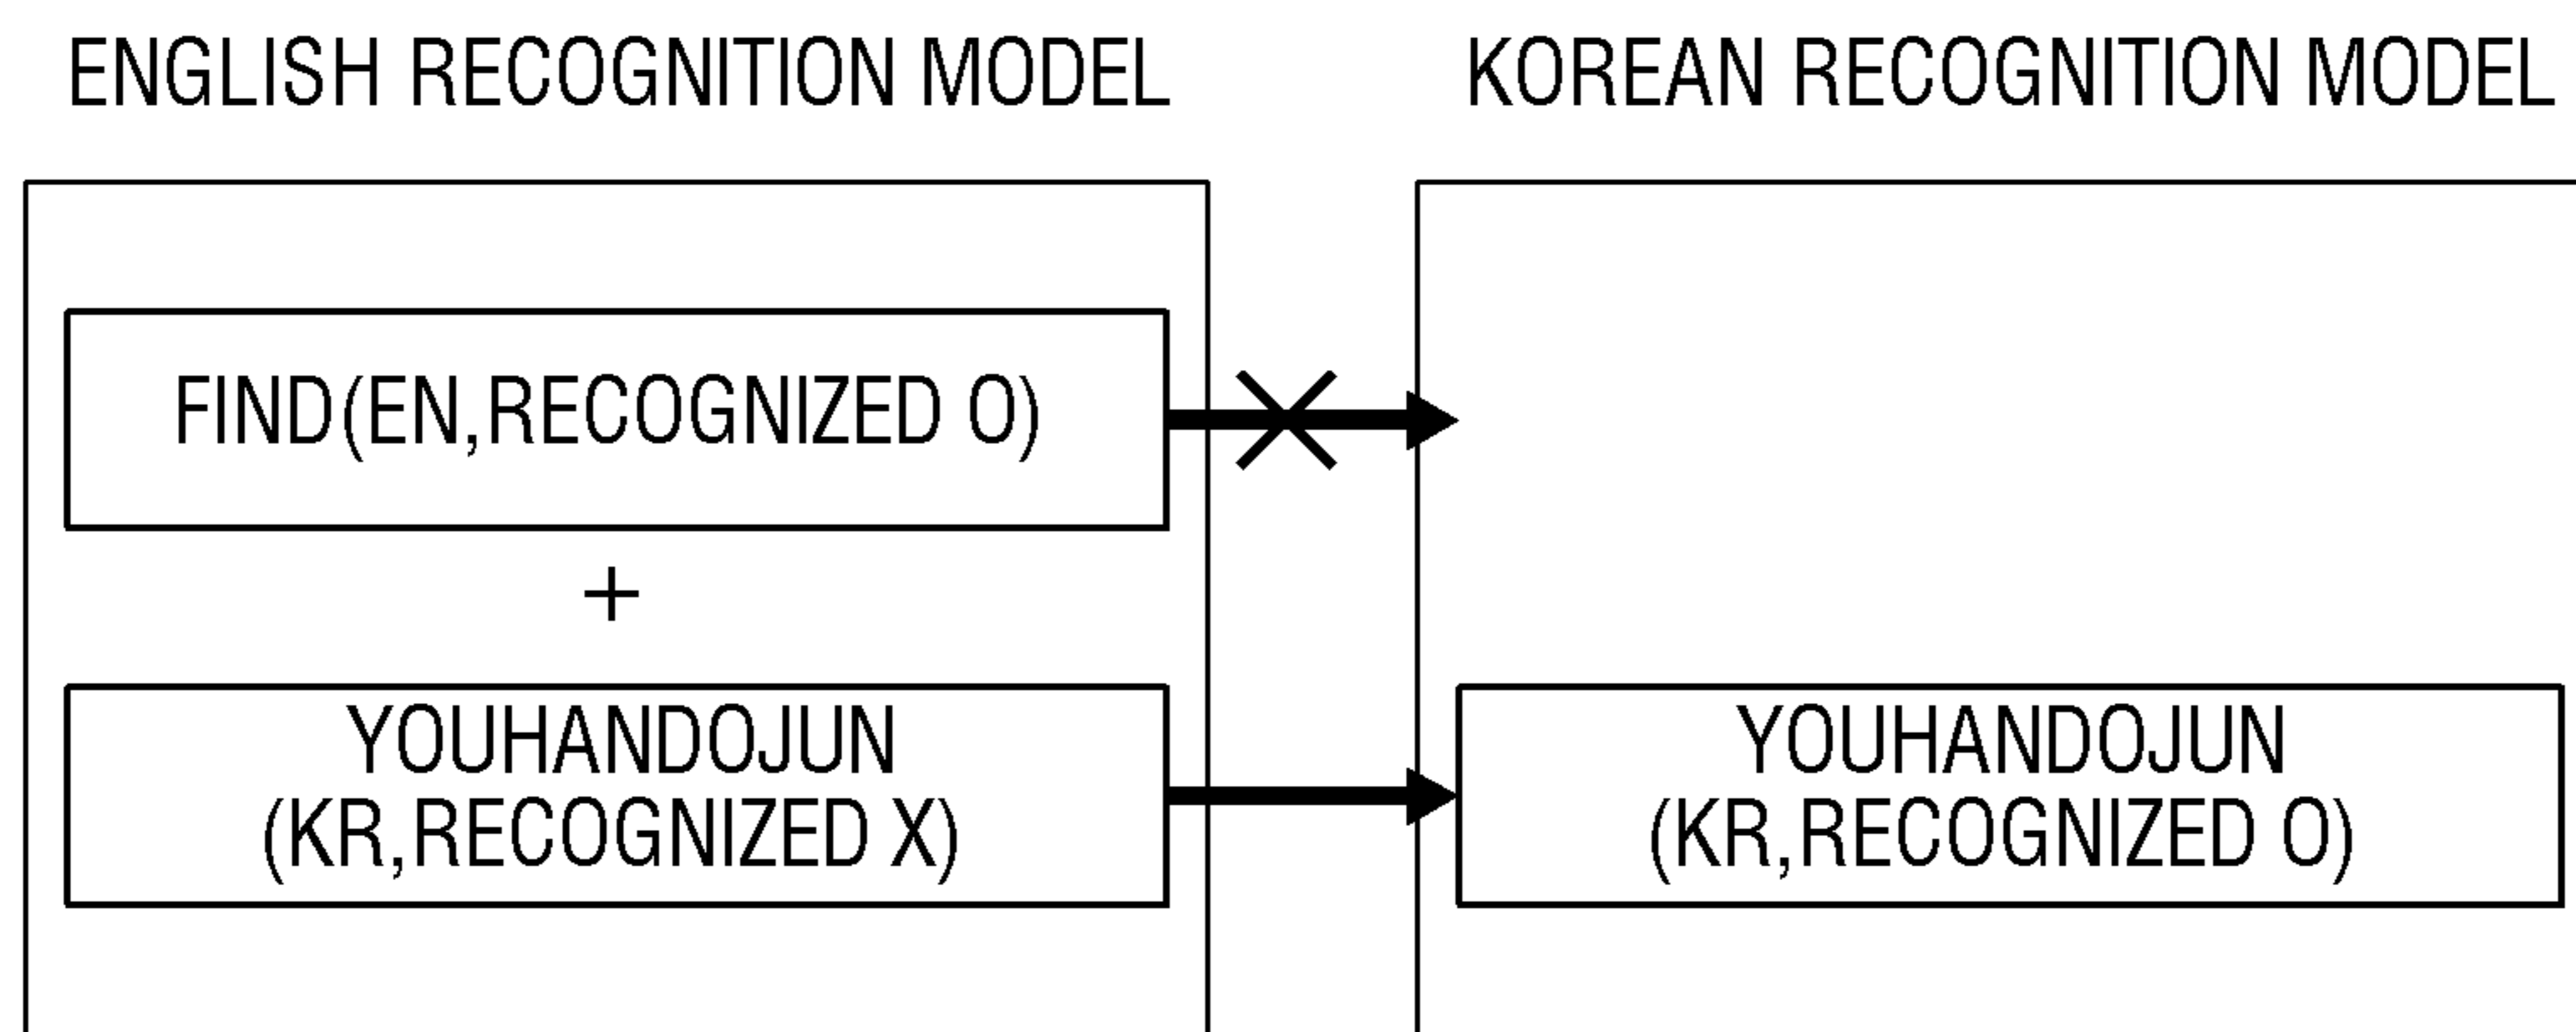 ENGLISH RECOGNITION MODEL
KOREAN RECOGNITION MODEL
FIND(EN,RECOGNIZED O)
+
YOUHANDOJUN
(KR,RECOGNIZED X)
YOUHANDOJUN
(KR,RECOGNIZED O)